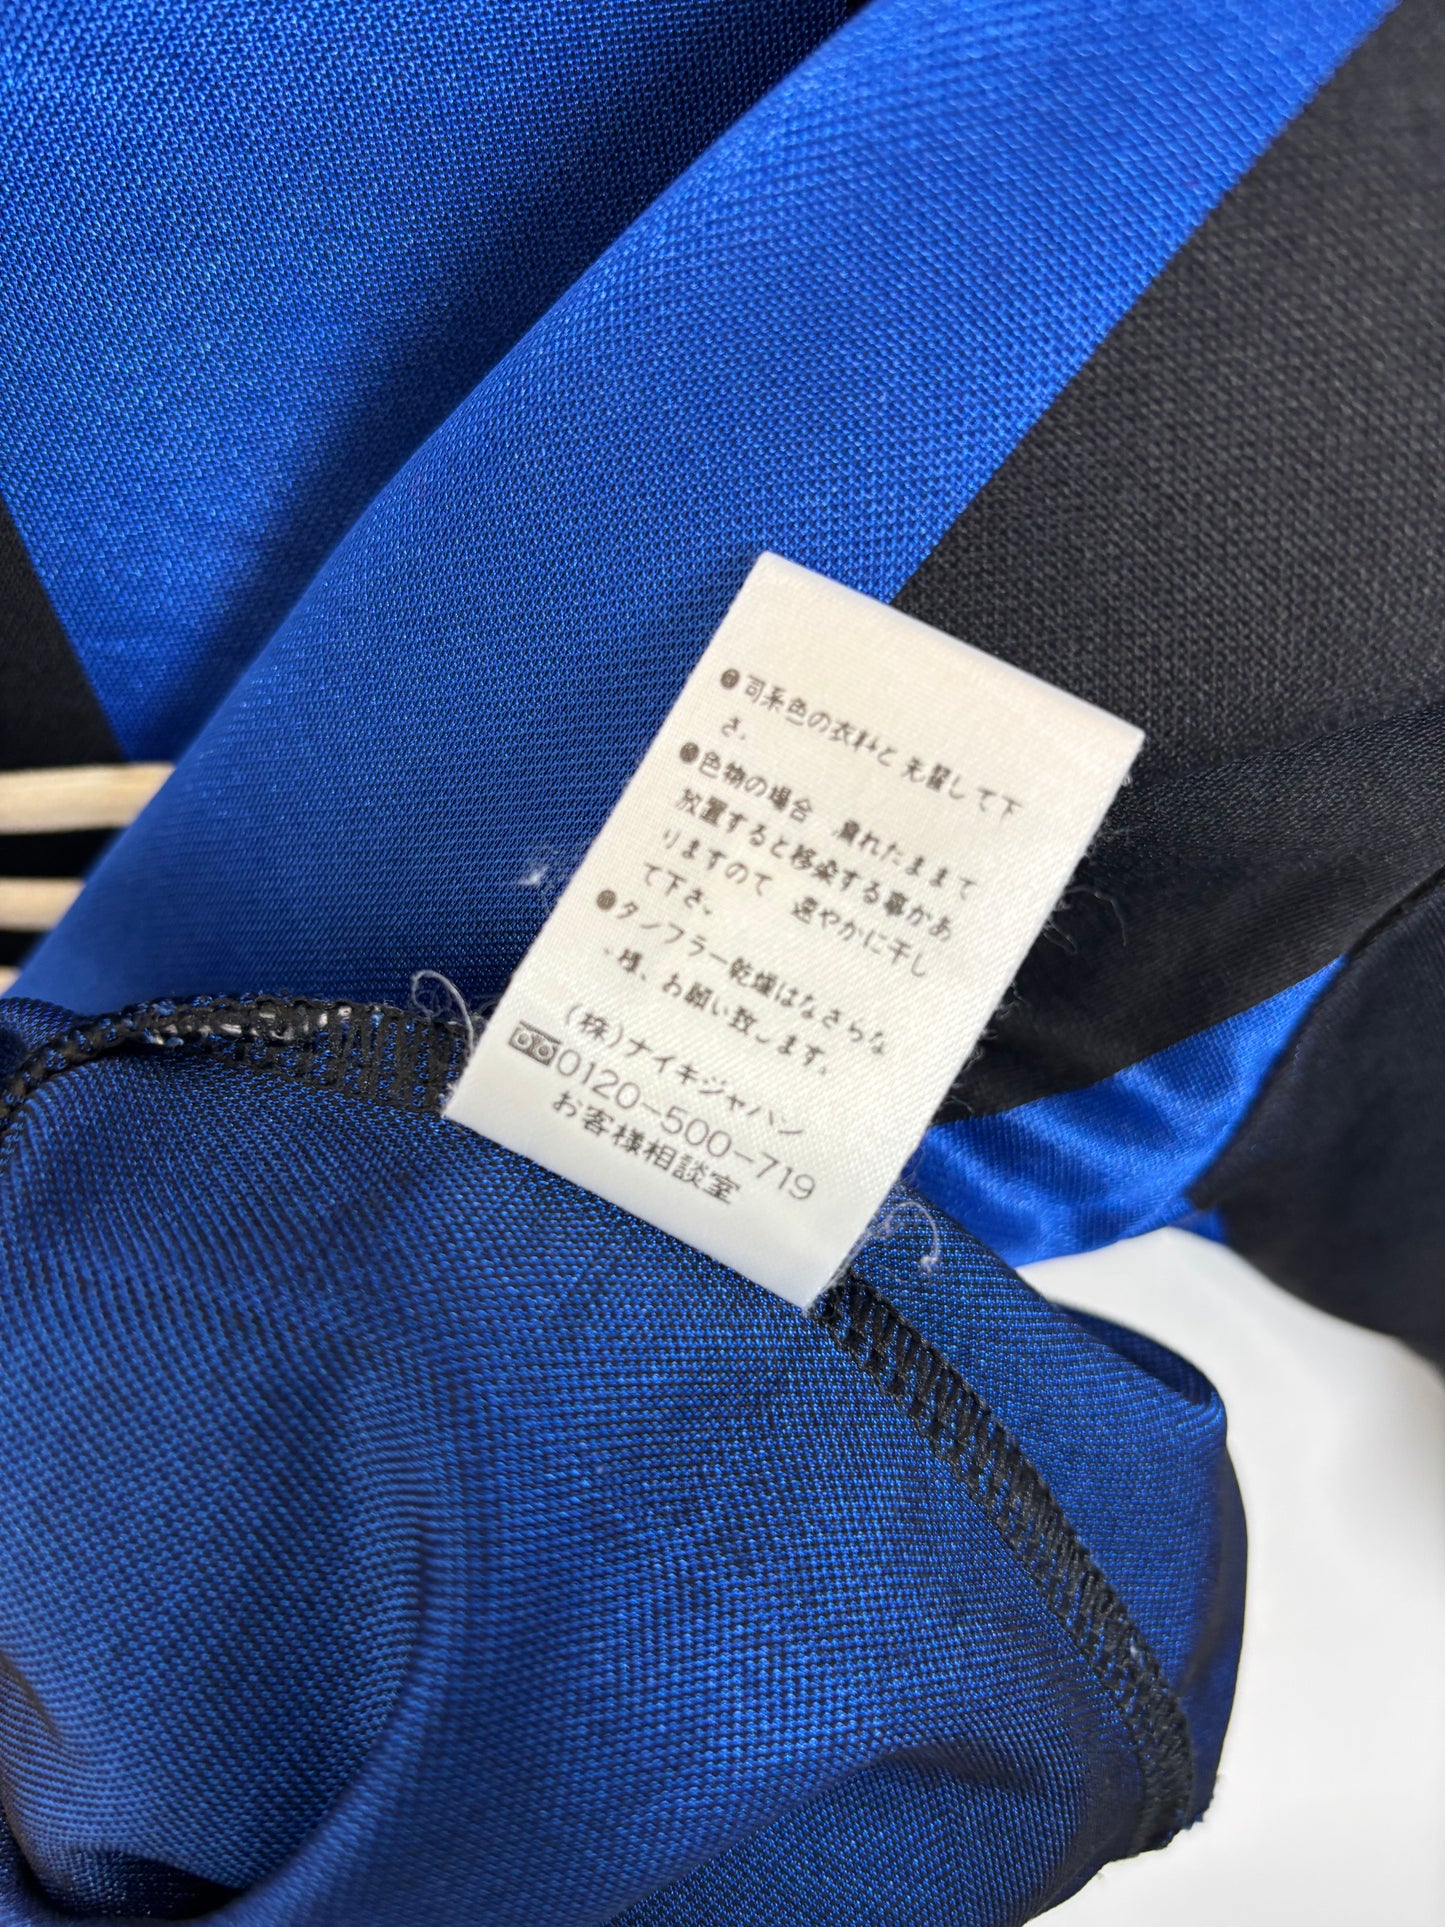 ●同系色の衣料と洗濯して下
さい。
●色物の場合 濡れたままで
放置すると移染する事があ
りますので 速やかに干し
て下さい。
●タンブラー乾燥はなさらな
様、お願い致します。
(株)ナイキジャパン
0120-500-719
お客様相談室